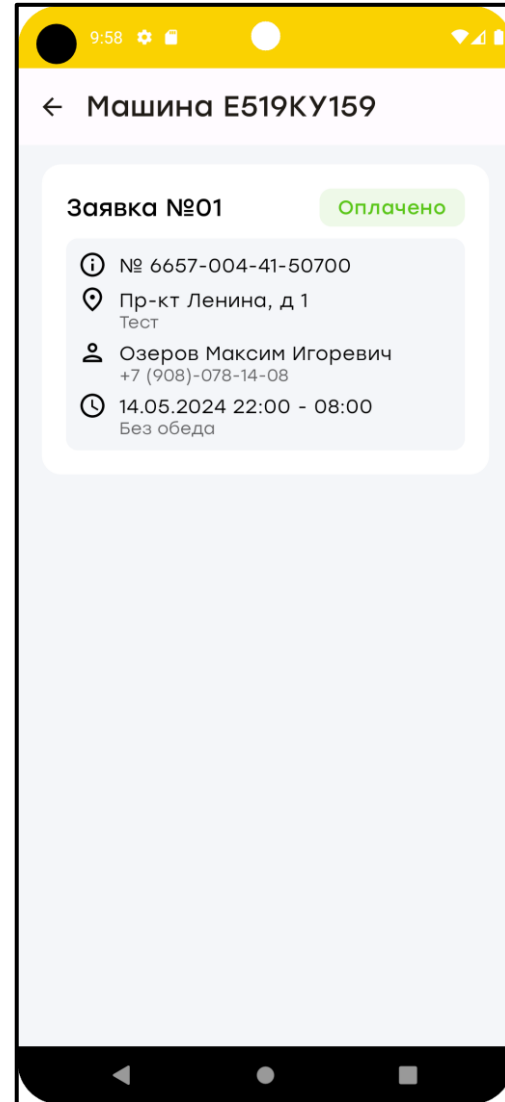 9:58
Машина Е519КУ159
Заявка №01
Оплачено
№ 6657-004-41-50700
Пр-кт Ленина, д 1
Тест
Озеров Максим Игоревич
+7 (908)-078-14-08
14.05.2024 22:00 - 08:00
Без обеда